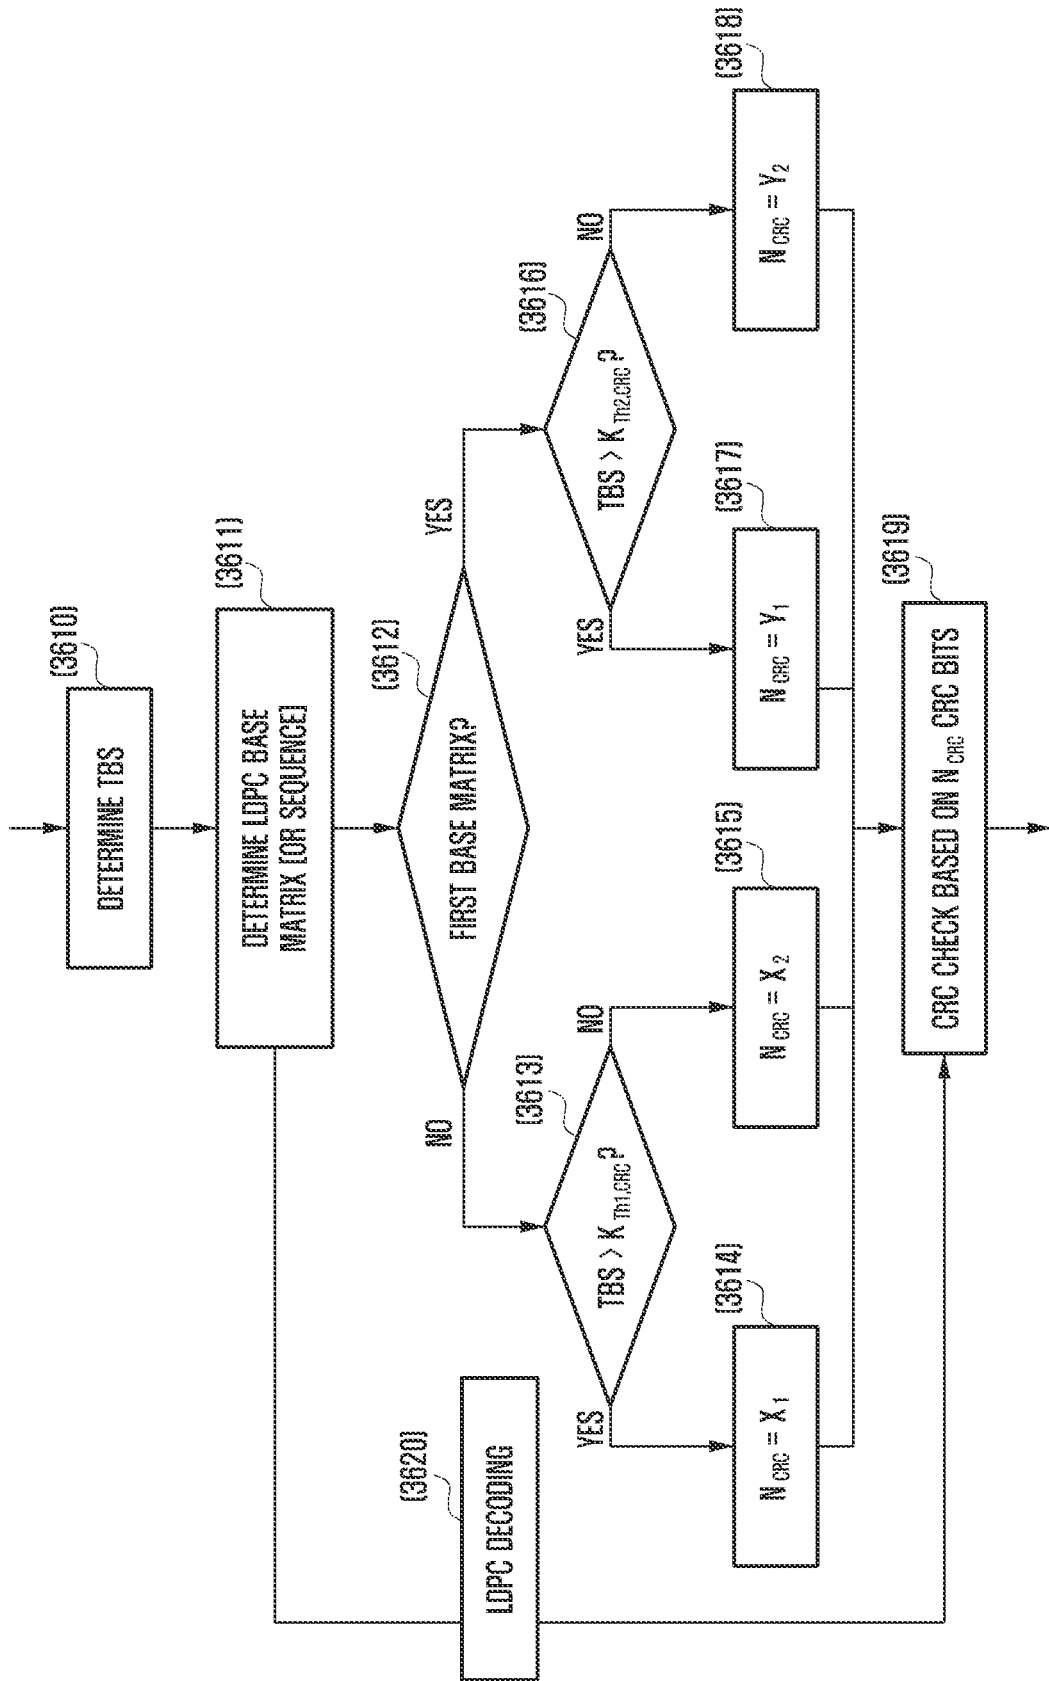 [3610]
DETERMINE TBS
[3611]
DETERMINE LDPC BASE
MATRIX [OR SEQUENCE]
[3612]
FIRST BASE MATRIX?
NO
YES
[3620]
LDPC DECODING
[3613]
TBS > K_Th1,CRC?
YES
NO
[3616]
TBS > K_Th2,CRC?
YES
NO
[3614]
N_CRC = X_1
[3615]
N_CRC = X_2
[3617]
N_CRC = Y_1
[3618]
N_CRC = Y_2
[3619]
CRC CHECK BASED ON N_CRC CRC BITS